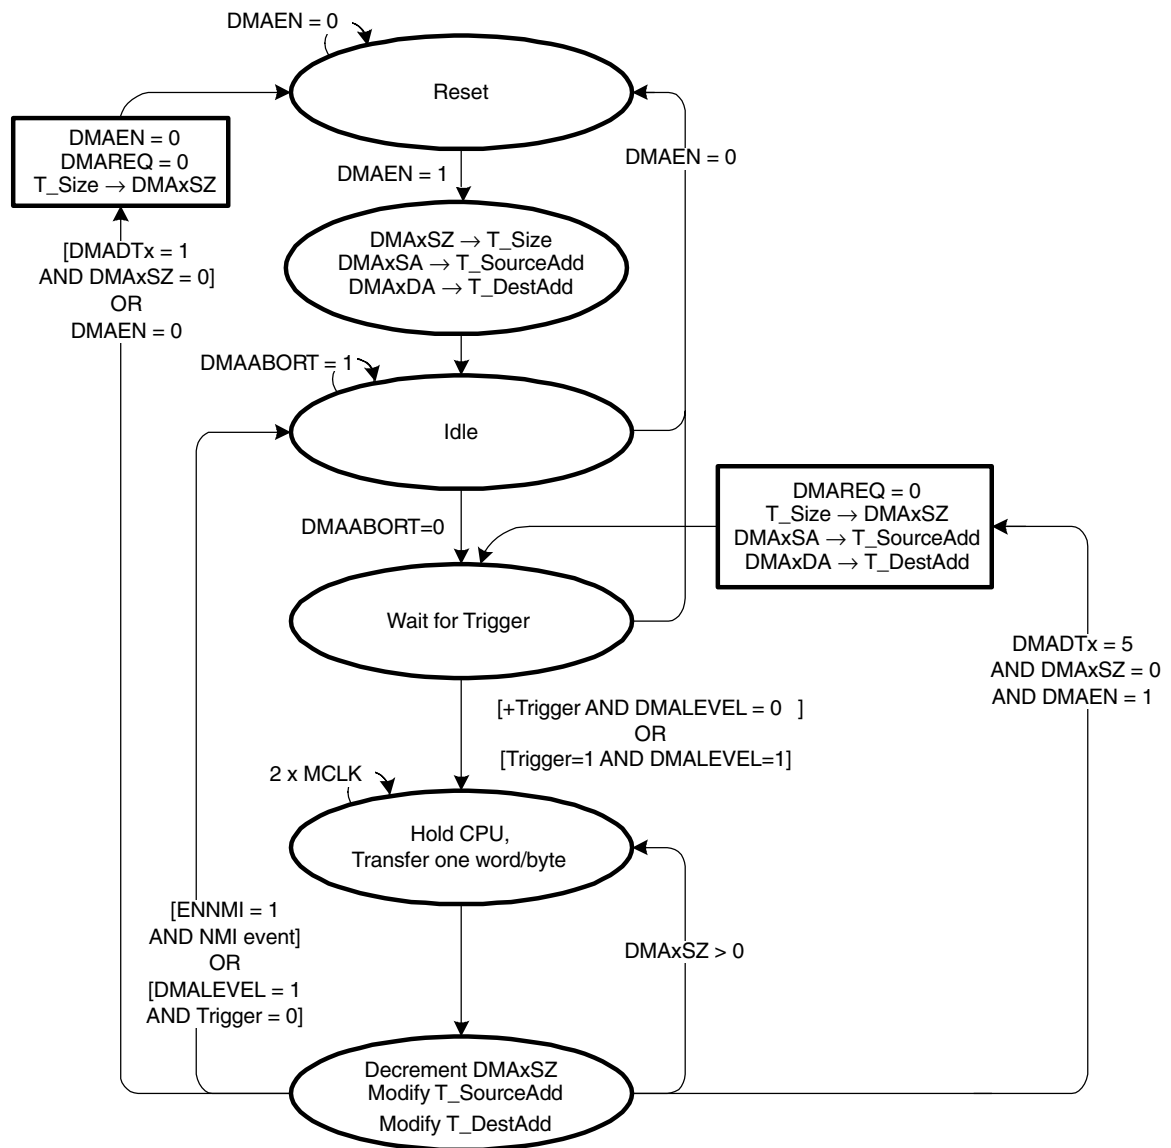 DMAEN = 0
Reset
DMAEN = 0
DMAREQ = 0
T_Size → DMAxSZ
DMAEN = 0
DMAEN = 1
[DMADTx = 1
AND DMAxSZ = 0]
OR
DMAEN = 0
DMAxSZ → T_Size
DMAxSA → T_SourceAdd
DMAxDA → T_DestAdd
DMAABORT = 1
Idle
DMAABORT=0
DMAREQ = 0
T_Size → DMAxSZ
DMAxSA → T_SourceAdd
DMAxDA → T_DestAdd
Wait for Trigger
DMADTx = 5
AND DMAxSZ = 0
AND DMAEN = 1
[+Trigger AND DMALEVEL = 0 ]
OR
[Trigger=1 AND DMALEVEL=1]
2 x MCLK
Hold CPU,
Transfer one word/byte
[ENNMI = 1
AND NMI event]
OR
[DMALEVEL = 1
AND Trigger = 0]
DMAxSZ > 0
Decrement DMAxSZ
Modify T_SourceAdd
Modify T_DestAdd